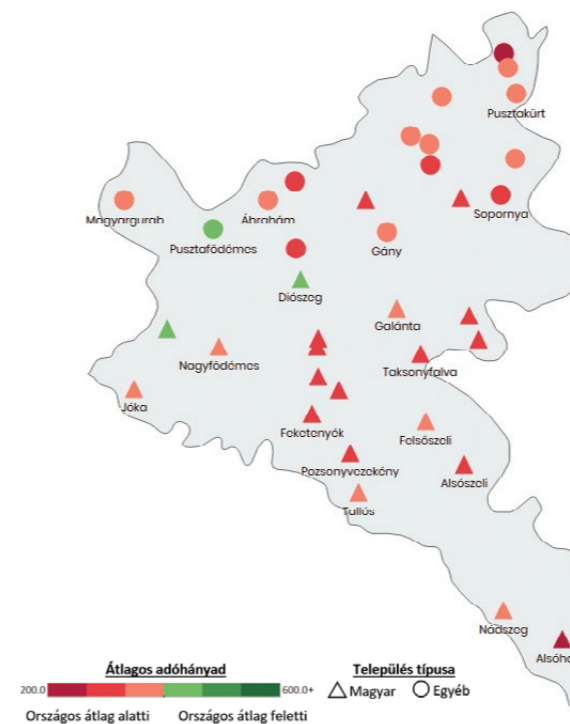 Pusztakürt
Sopornya
Magyargurab
Ábrahám
Pusztafödémes
Gány
Diószeg
Galánta
Nagyfödémes
Taksonyfalva
Jóka
Feketenyék
Felsőszeli
Pozsonyvezekény
Alsószeli
Tallós
Nádszeg
Alsóha
Átlagos adóhányad
Település típusa
200.0
600.0+
Magyar
Egyéb
Országos átlag alatti
Országos átlag feletti